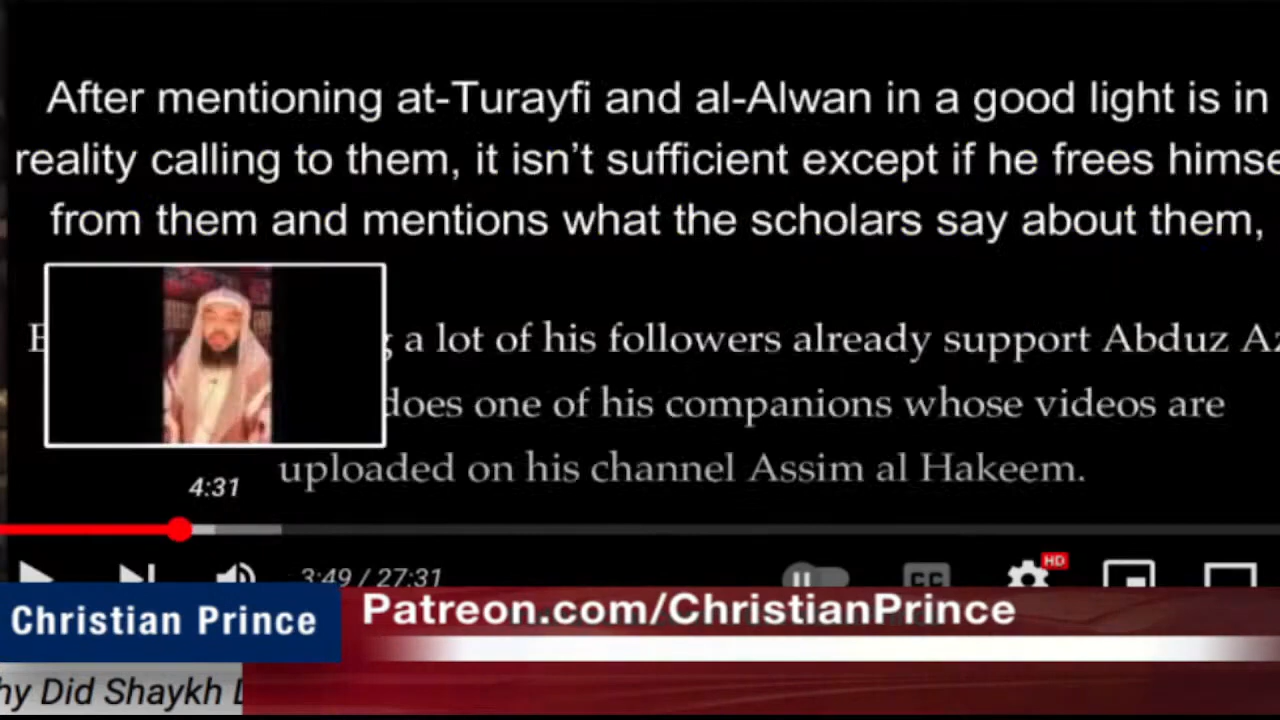 After mentioning at-Turayfi and al-Alwan in a good light is in
reality calling to them, it isn't sufficient except if he frees himse
from them and mentions what the scholars say about them,
a lot of his followers already support Abduz Az
does one of his companions whose videos are
uploaded on his channel Assim al Hakeem.
4:31
3:49 / 27:31
CC
HD
Christian Prince
Patreon.com/ChristianPrince
hy Did Shaykh